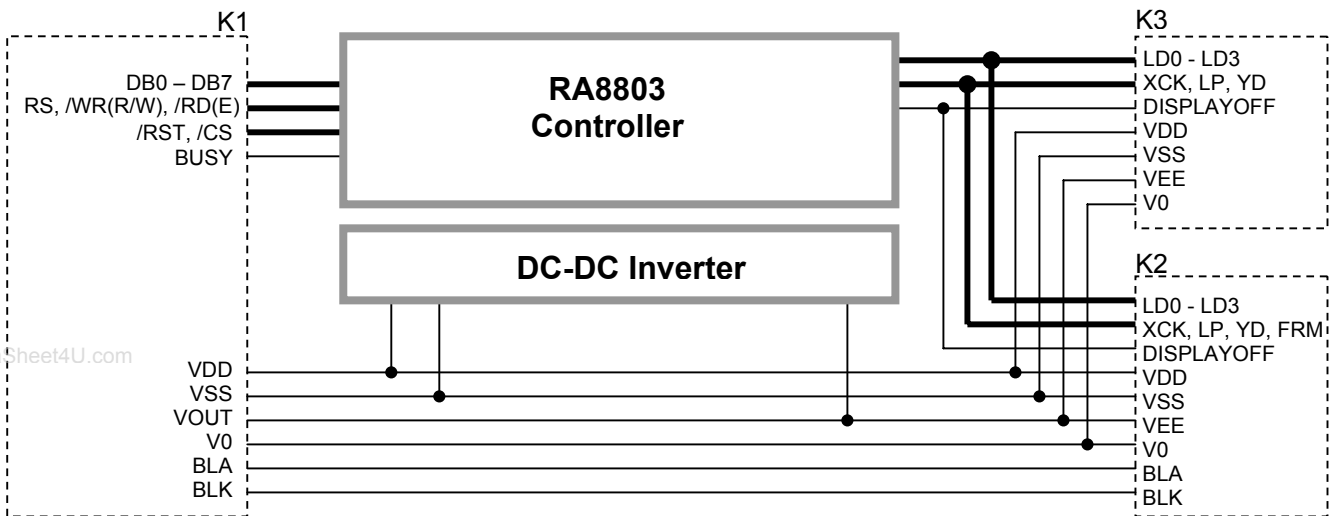 K1
DB0 – DB7
RS, /WR(R/W), /RD(E)
/RST, /CS
BUSY
VDD
VSS
VOUT
V0
BLA
BLK
RA8803
Controller
DC-DC Inverter
K3
LD0 - LD3
XCK, LP, YD
DISPLAYOFF
VDD
VSS
VEE
V0
K2
LD0 - LD3
XCK, LP, YD, FRM
DISPLAYOFF
VDD
VSS
VEE
V0
BLA
BLK
Sheet4U.com